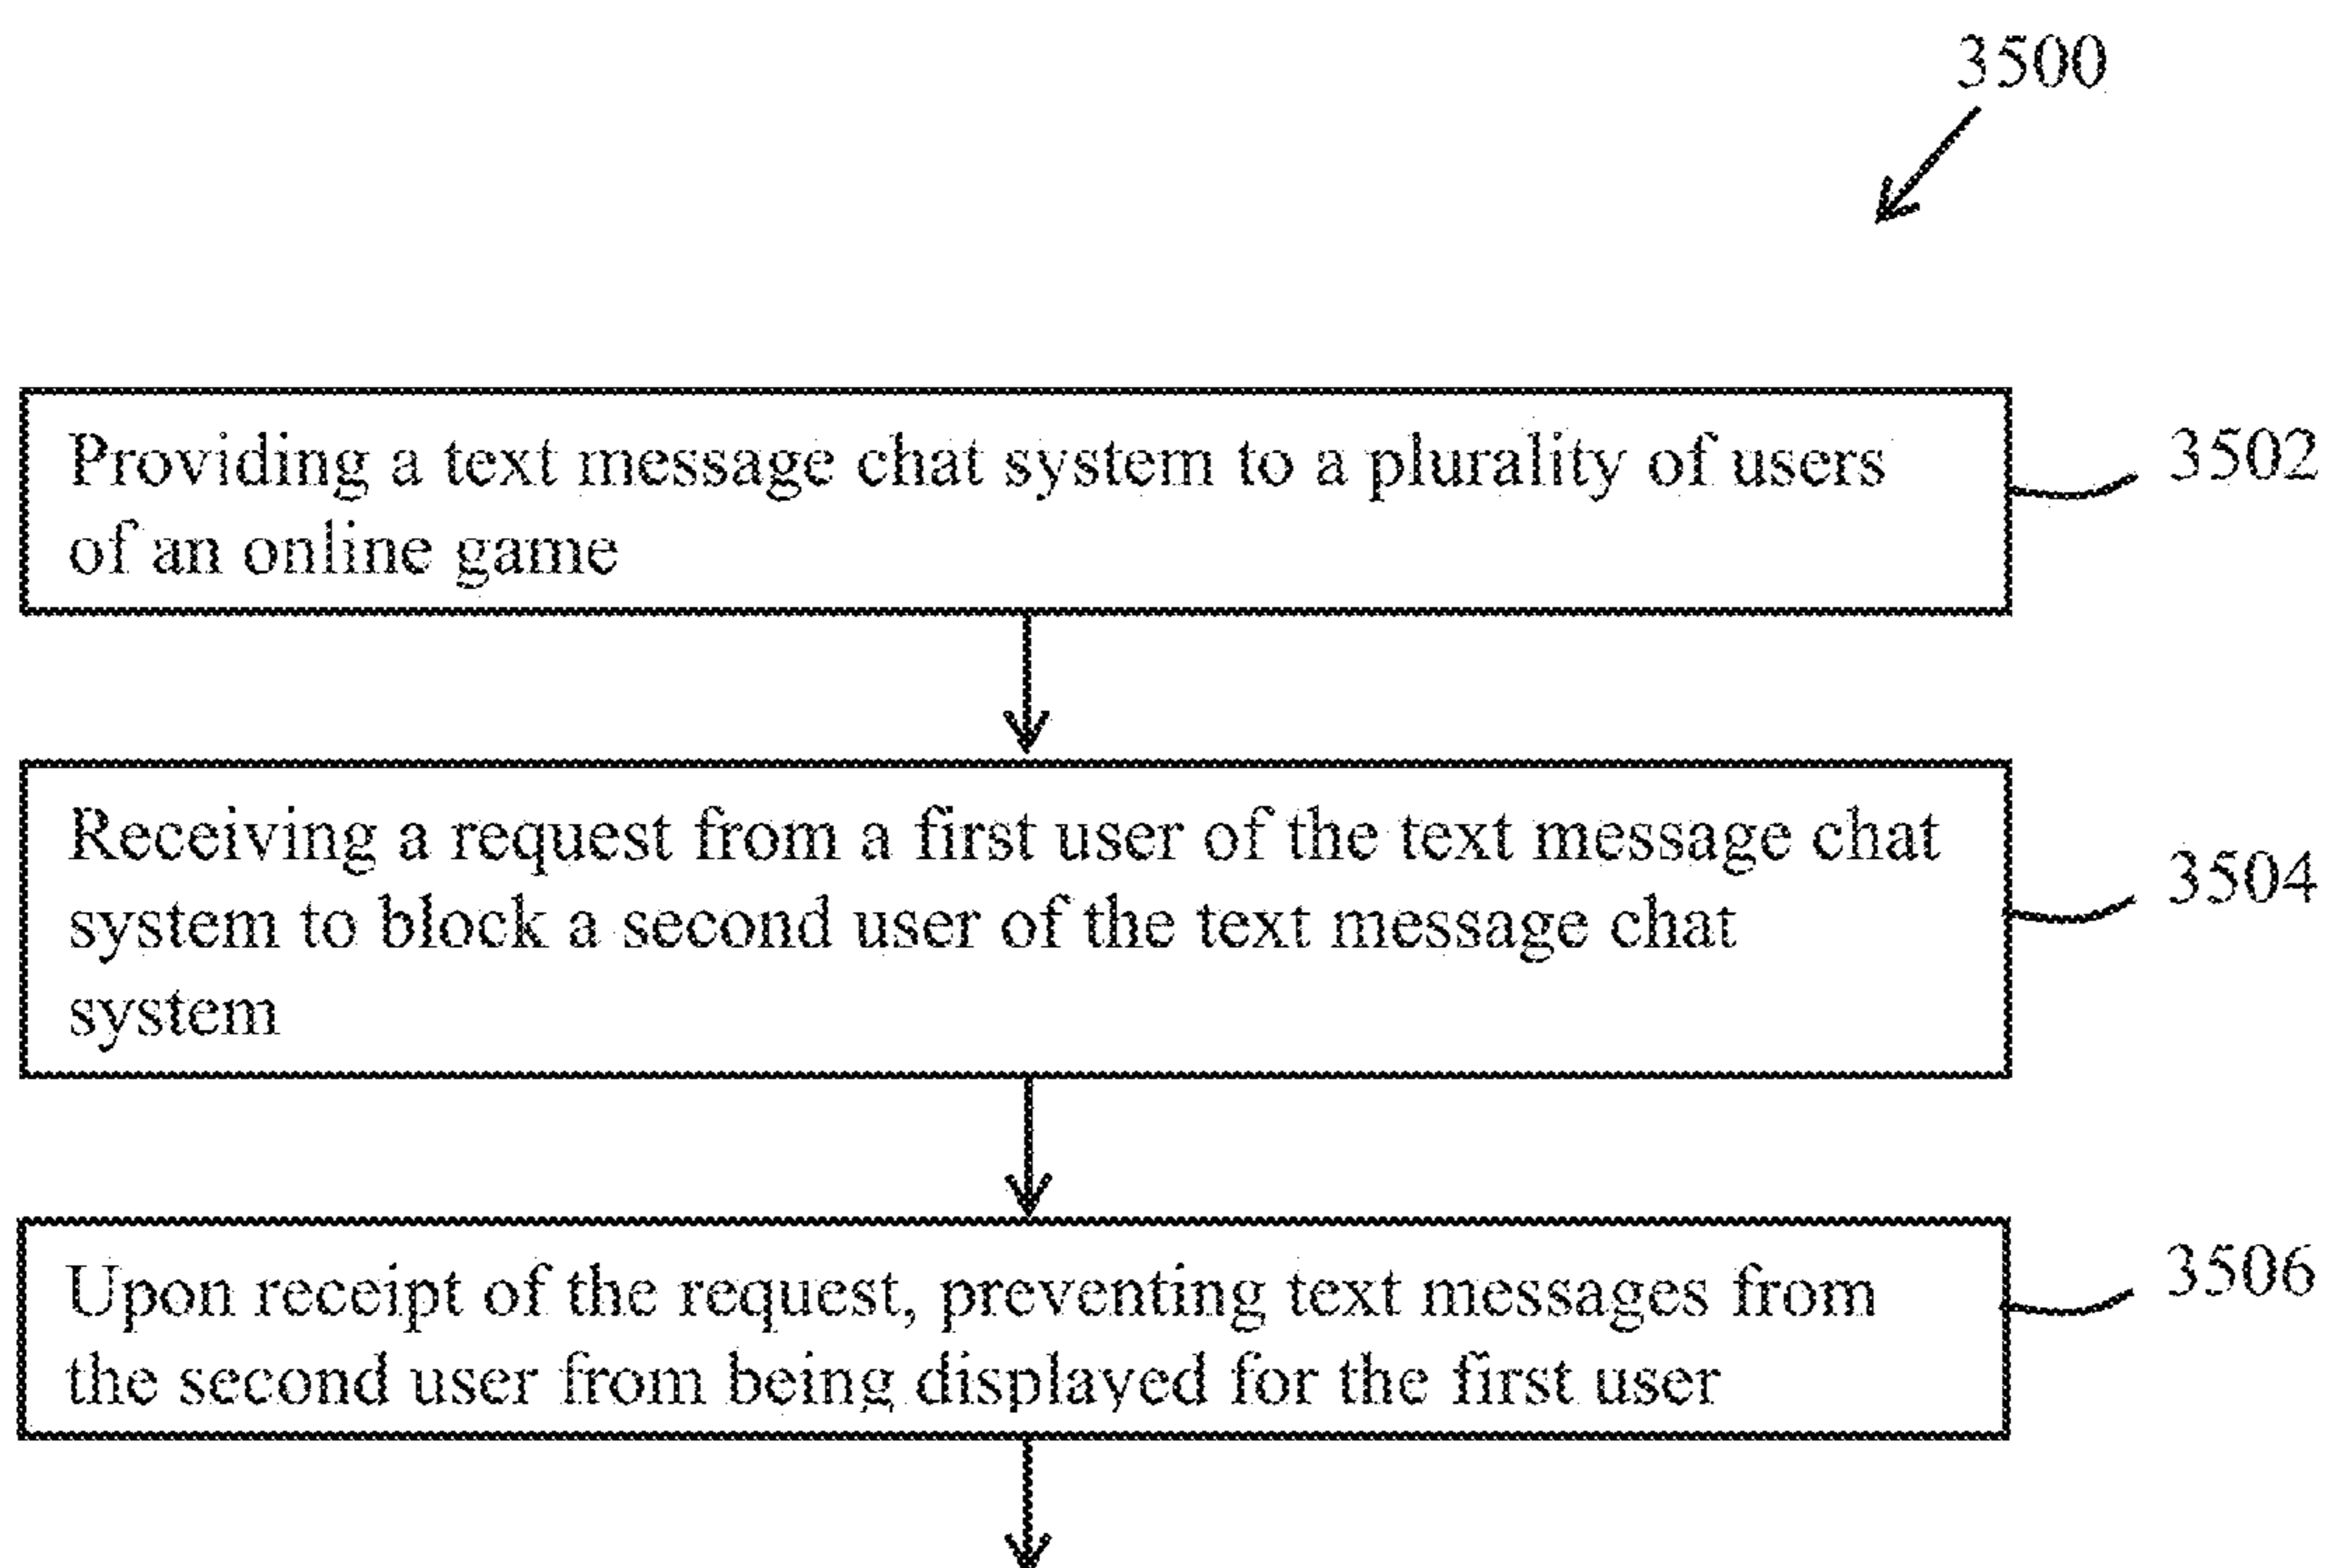 3500
Providing a text message chat system to a plurality of users
of an online game
3502
Receiving a request from a first user of the text message chat
system to block a second user of the text message chat
system
3504
Upon receipt of the request, preventing text messages from
the second user from being displayed for the first user
3506